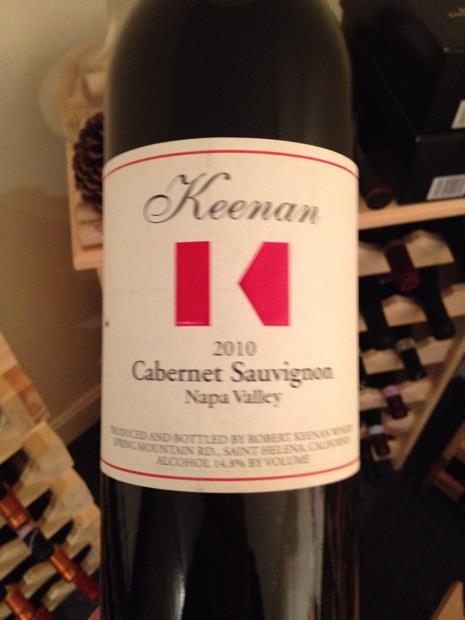 Keenan
K
2010
Cabernet Sauvignon
Napa Valley
PRODUCED AND BOTTLED BY ROBERT KEENAN WINERY
SPRING MOUNTAIN RD., SAINT HELENA, CALIFORNIA
ALCOHOL 14.8% BY VOLUME